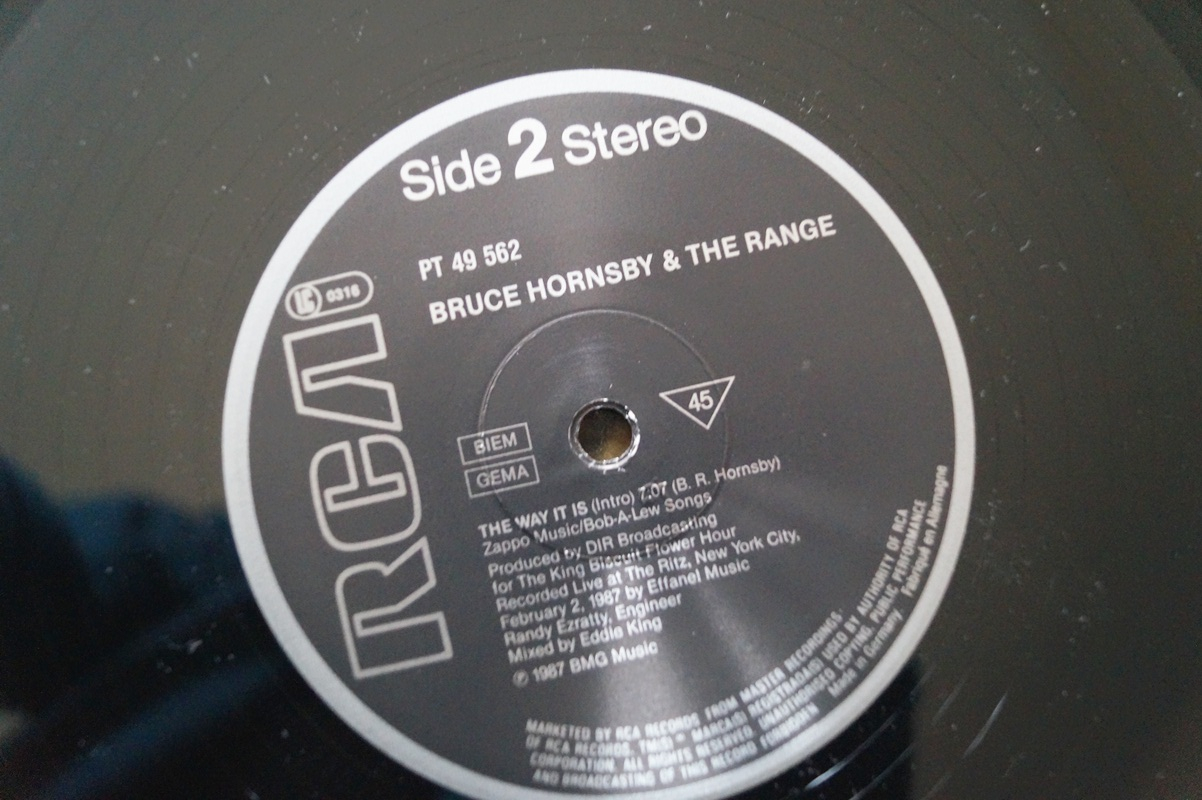 Side 2 Stereo
PT 49 562
BRUCE HORNSBY & THE RANGE
LC 0316
RCA
45
BIEM
GEMA
THE WAY IT IS (Intro) 7.07 (B. R. Hornsby)
Zappo Music/Bob-A-Lew Songs
Produced by DIR Broadcasting
for The King Biscuit Flower Hour
Recorded Live at The Ritz, New York City,
February 2, 1987 by Effanel Music
Randy Ezratty, Engineer
Mixed by Eddie King
℗ 1987 BMG Music
MARKETED BY RCA RECORDS FROM MASTER RECORDINGS
OF RCA RECORDS. TM(S) ® MARCA(S) REGISTRADA(S) USED BY AUTHORITY OF RCA
CORPORATION. ALL RIGHTS RESERVED. UNAUTHORISED COPYING, PUBLIC PERFORMANCE
AND BROADCASTING OF THIS RECORD FORBIDDEN Made in Germany Fabriqué en Allemagne